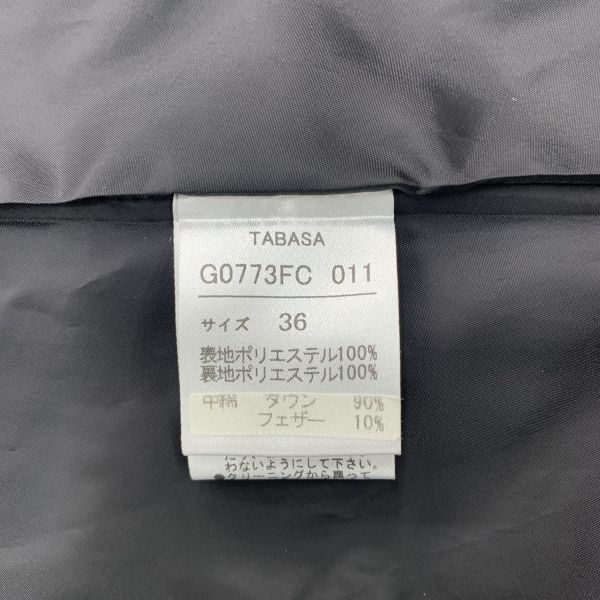 TABASA
G0773FC 011
サイズ 36
表地ポリエステル100%
裏地ポリエステル100%
中綿 ダウン 90%
フェザー 10%
わないようにして下さい。
●クリーニングから戻って